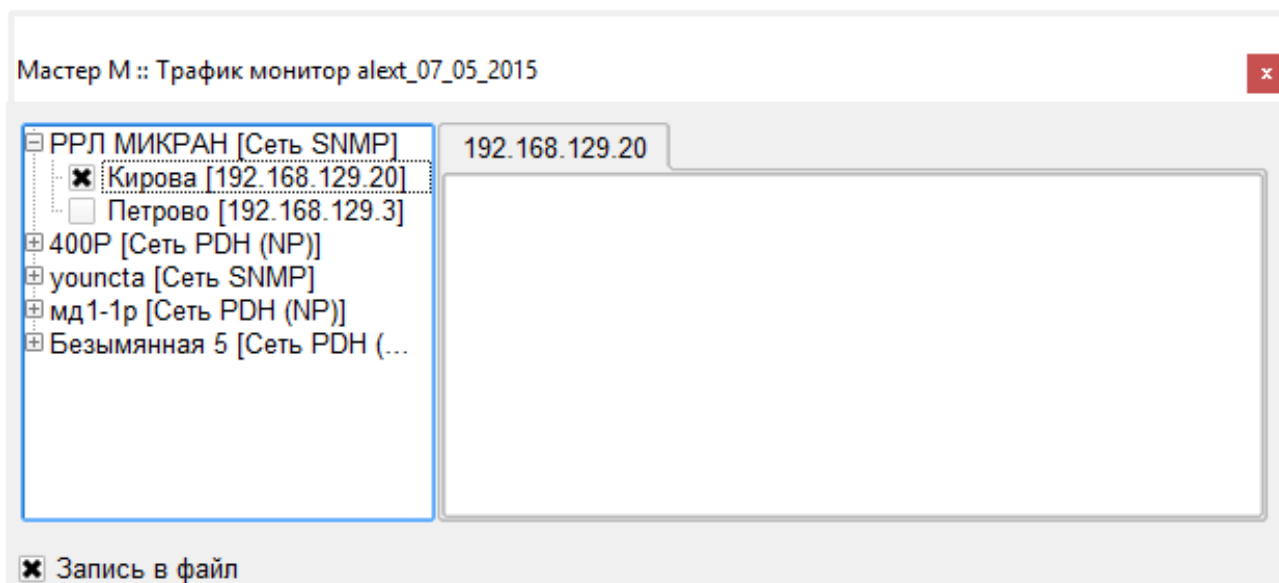 Мастер М :: Трафик монитор alext_07_05_2015
x
РРЛ МИКРАН [Сеть SNMP]
Кирова [192.168.129.20]
Петрово [192.168.129.3]
400Р [Сеть PDH (NP)]
youncta [Сеть SNMP]
мд1-1р [Сеть PDH (NP)]
Безымянная 5 [Сеть PDH (...
192.168.129.20
Запись в файл